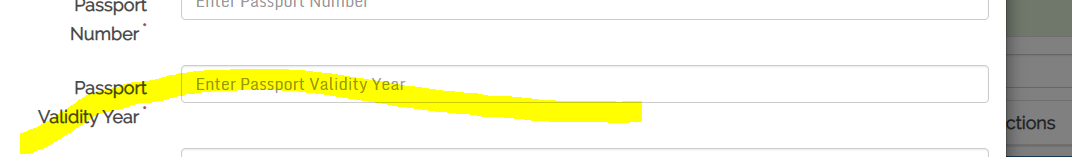 Passport
Number *
Enter Passport Number
Passport
Validity Year *
Enter Passport Validity Year
ctions